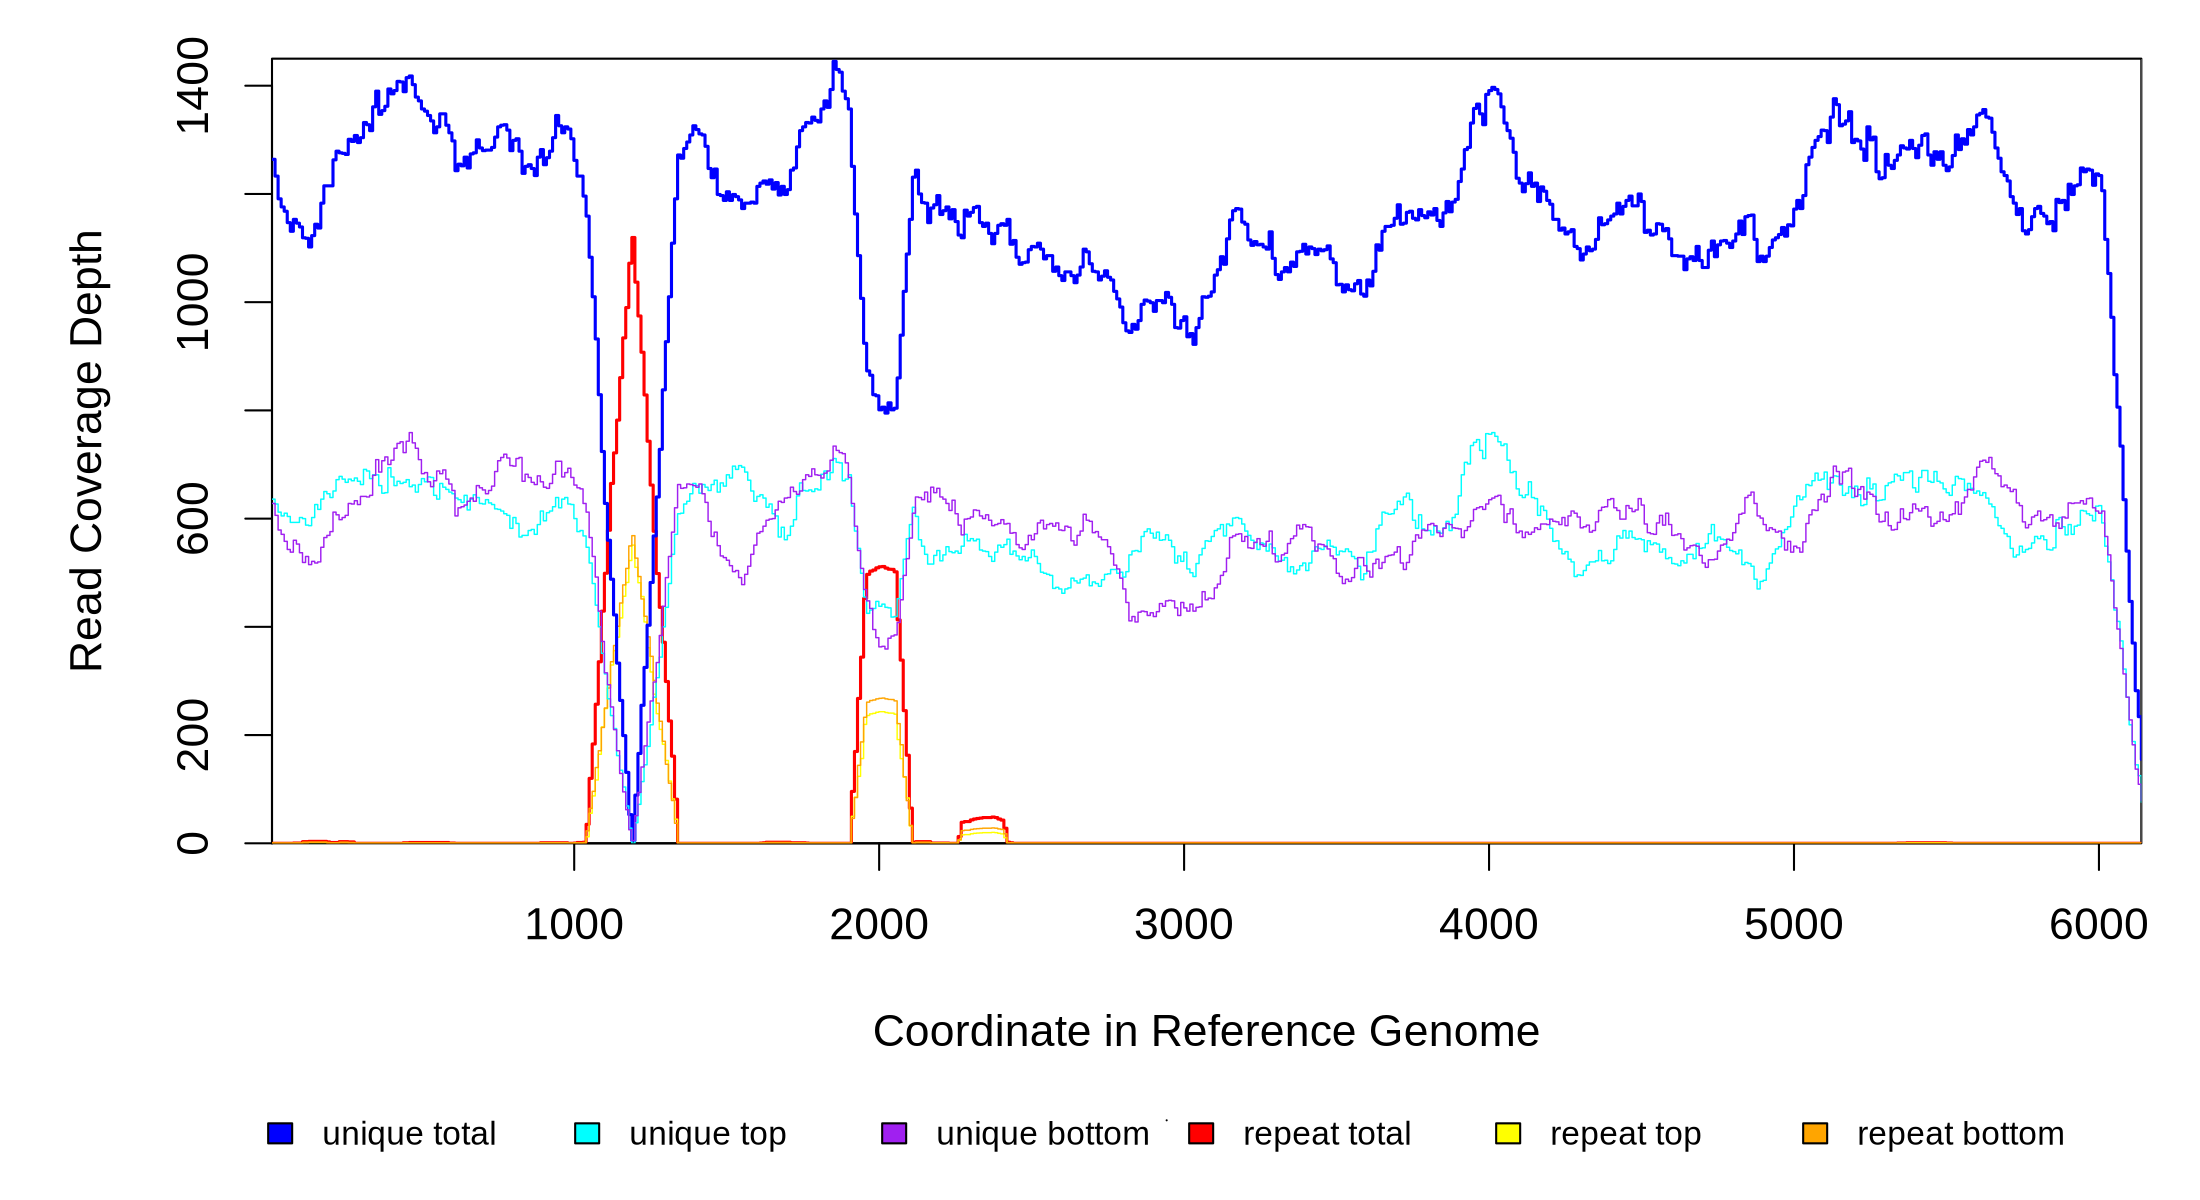 1400
1000
600
200
0
Read Coverage Depth
1000 2000 3000 4000 5000 6000
Coordinate in Reference Genome
unique total unique top unique bottom repeat total repeat top repeat bottom